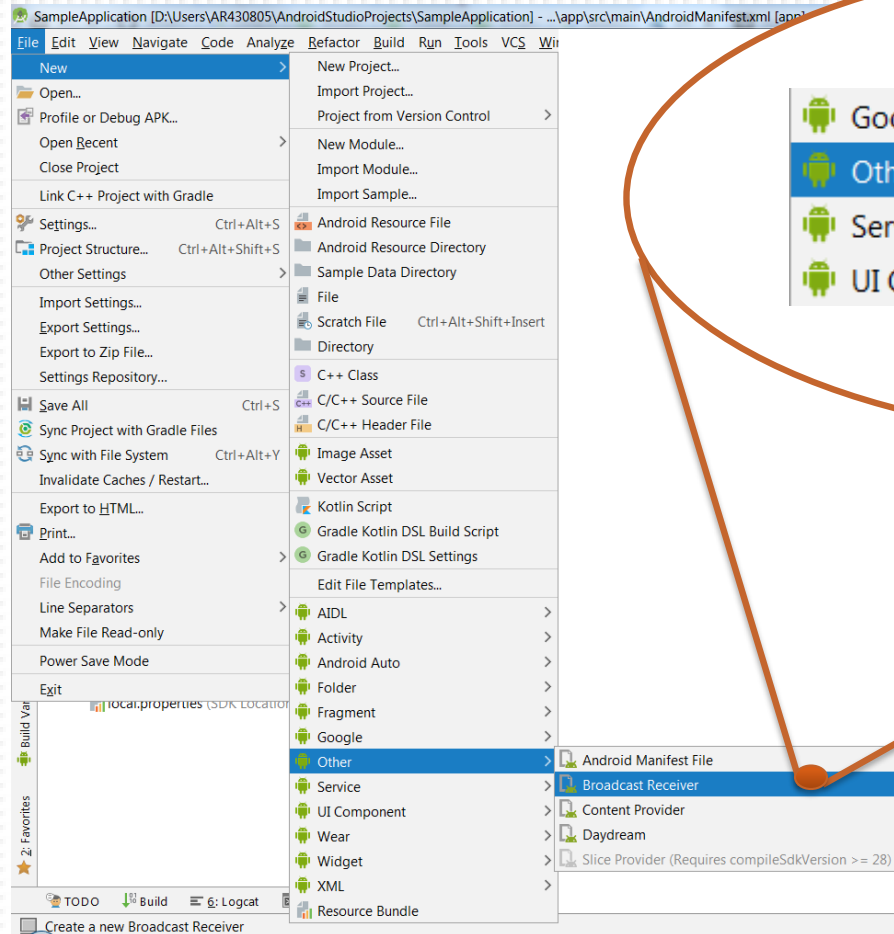 SampleApplication [D:\Users\AR430805\AndroidStudioProjects\SampleApplication] - ...\app\src\main\AndroidManifest.xml [app]
File Edit View Navigate Code Analyze Refactor Build Run Tools VCS Wi
New
Open...
Profile or Debug APK...
Open Recent
Close Project
Link C++ Project with Gradle
Settings... Ctrl+Alt+S
Project Structure... Ctrl+Alt+Shift+S
Other Settings
Import Settings...
Export Settings...
Export to Zip File...
Settings Repository...
Save All Ctrl+S
Sync Project with Gradle Files
Sync with File System Ctrl+Alt+Y
Invalidate Caches / Restart...
Export to HTML...
Print...
Add to Favorites
File Encoding
Line Separators
Make File Read-only
Power Save Mode
Exit
New Project...
Import Project...
Project from Version Control
New Module...
Import Module...
Import Sample...
Android Resource File
Android Resource Directory
Sample Data Directory
File
Scratch File Ctrl+Alt+Shift+Insert
Directory
S C++ Class
C++ C/C++ Source File
H C/C++ Header File
Image Asset
Vector Asset
Kotlin Script
G Gradle Kotlin DSL Build Script
G Gradle Kotlin DSL Settings
Edit File Templates...
AIDL
Activity
Android Auto
Folder
Fragment
Google
Other
Service
UI Component
Wear
Widget
XML
Resource Bundle
Android Manifest File
Broadcast Receiver
Content Provider
Daydream
Slice Provider (Requires compileSdkVersion >= 28)
Goo
Oth
Ser
UI C
local.properties (SDK Location
Build Var
2: Favorites
TODO Build 6: Logcat
Create a new Broadcast Receiver